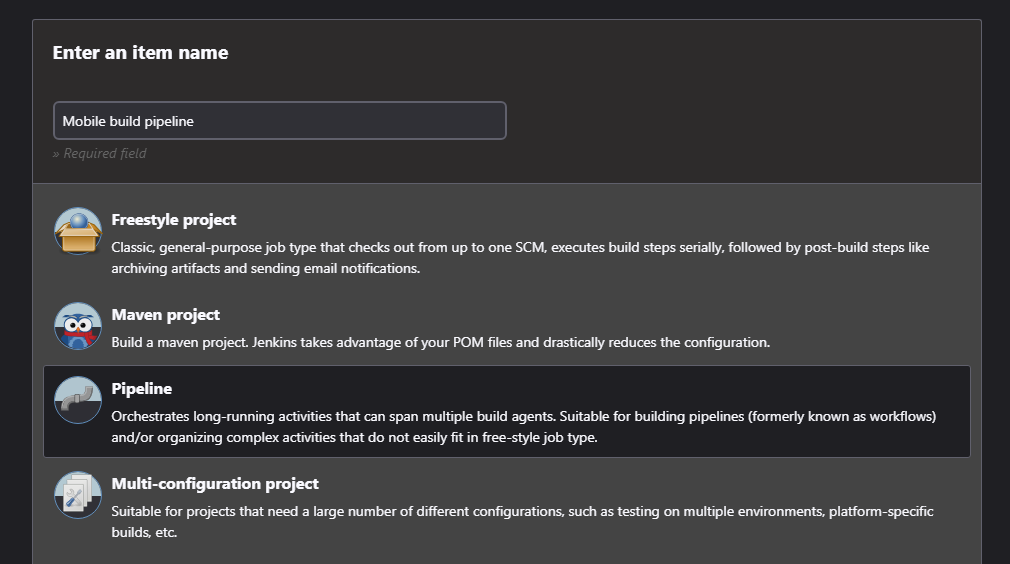 Enter an item name
Mobile build pipeline
» Required field
Freestyle project
Classic, general-purpose job type that checks out from up to one SCM, executes build steps serially, followed by post-build steps like
archiving artifacts and sending email notifications.
Maven project
Build a maven project. Jenkins takes advantage of your POM files and drastically reduces the configuration.
Pipeline
Orchestrates long-running activities that can span multiple build agents. Suitable for building pipelines (formerly known as workflows)
and/or organizing complex activities that do not easily fit in free-style job type.
Multi-configuration project
Suitable for projects that need a large number of different configurations, such as testing on multiple environments, platform-specific
builds, etc.